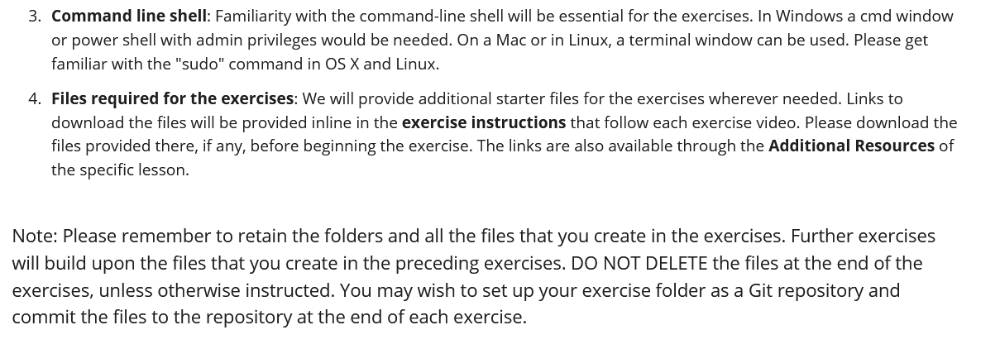 3. Command line shell: Familiarity with the command-line shell will be essential for the exercises. In Windows a cmd window
or power shell with admin privileges would be needed. On a Mac or in Linux, a terminal window can be used. Please get
familiar with the "sudo" command in OS X and Linux.
4. Files required for the exercises: We will provide additional starter files for the exercises wherever needed. Links to
download the files will be provided inline in the exercise instructions that follow each exercise video. Please download the
files provided there, if any, before beginning the exercise. The links are also available through the Additional Resources of
the specific lesson.
Note: Please remember to retain the folders and all the files that you create in the exercises. Further exercises
will build upon the files that you create in the preceding exercises. DO NOT DELETE the files at the end of the
exercises, unless otherwise instructed. You may wish to set up your exercise folder as a Git repository and
commit the files to the repository at the end of each exercise.